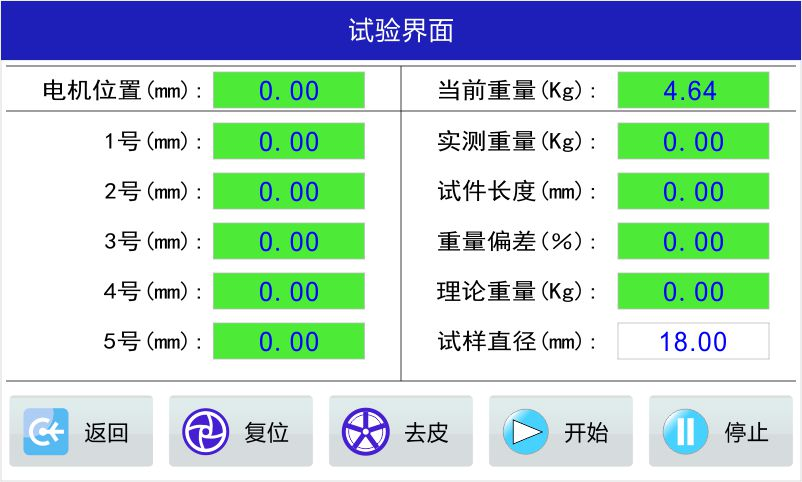 试验界面
电机位置(mm): 0.00 当前重量(Kg): 4.64
1号(mm): 0.00 实测重量(Kg): 0.00
2号(mm): 0.00 试件长度(mm): 0.00
3号(mm): 0.00 重量偏差(%): 0.00
4号(mm): 0.00 理论重量(Kg): 0.00
5号(mm): 0.00 试样直径(mm): 18.00
返回 复位 去皮 开始 停止